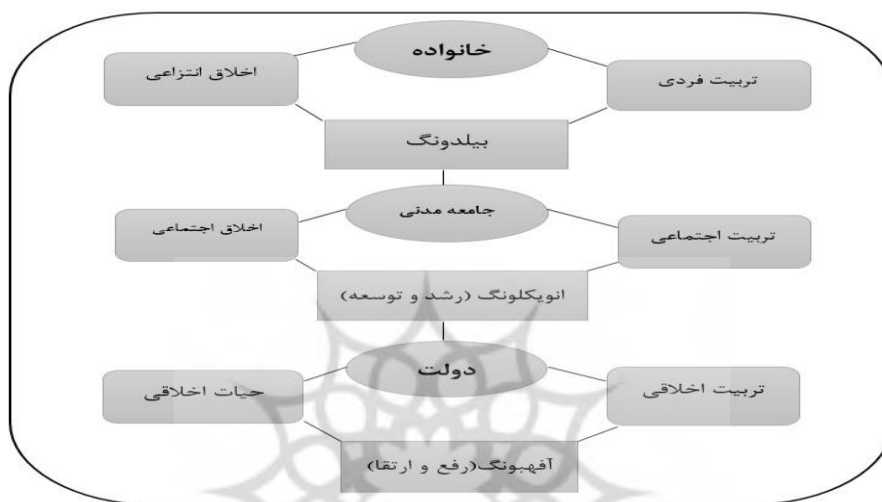 خانواده
تربیت فردی
اخلاق انتزاعی
بیلدونگ
جامعه مدنی
تربیت اجتماعی
اخلاق اجتماعی
انویکلونگ (رشد و توسعه)
دولت
تربیت اخلاقی
حیات اخلاقی
آفهبونگ(رفع و ارتقا)